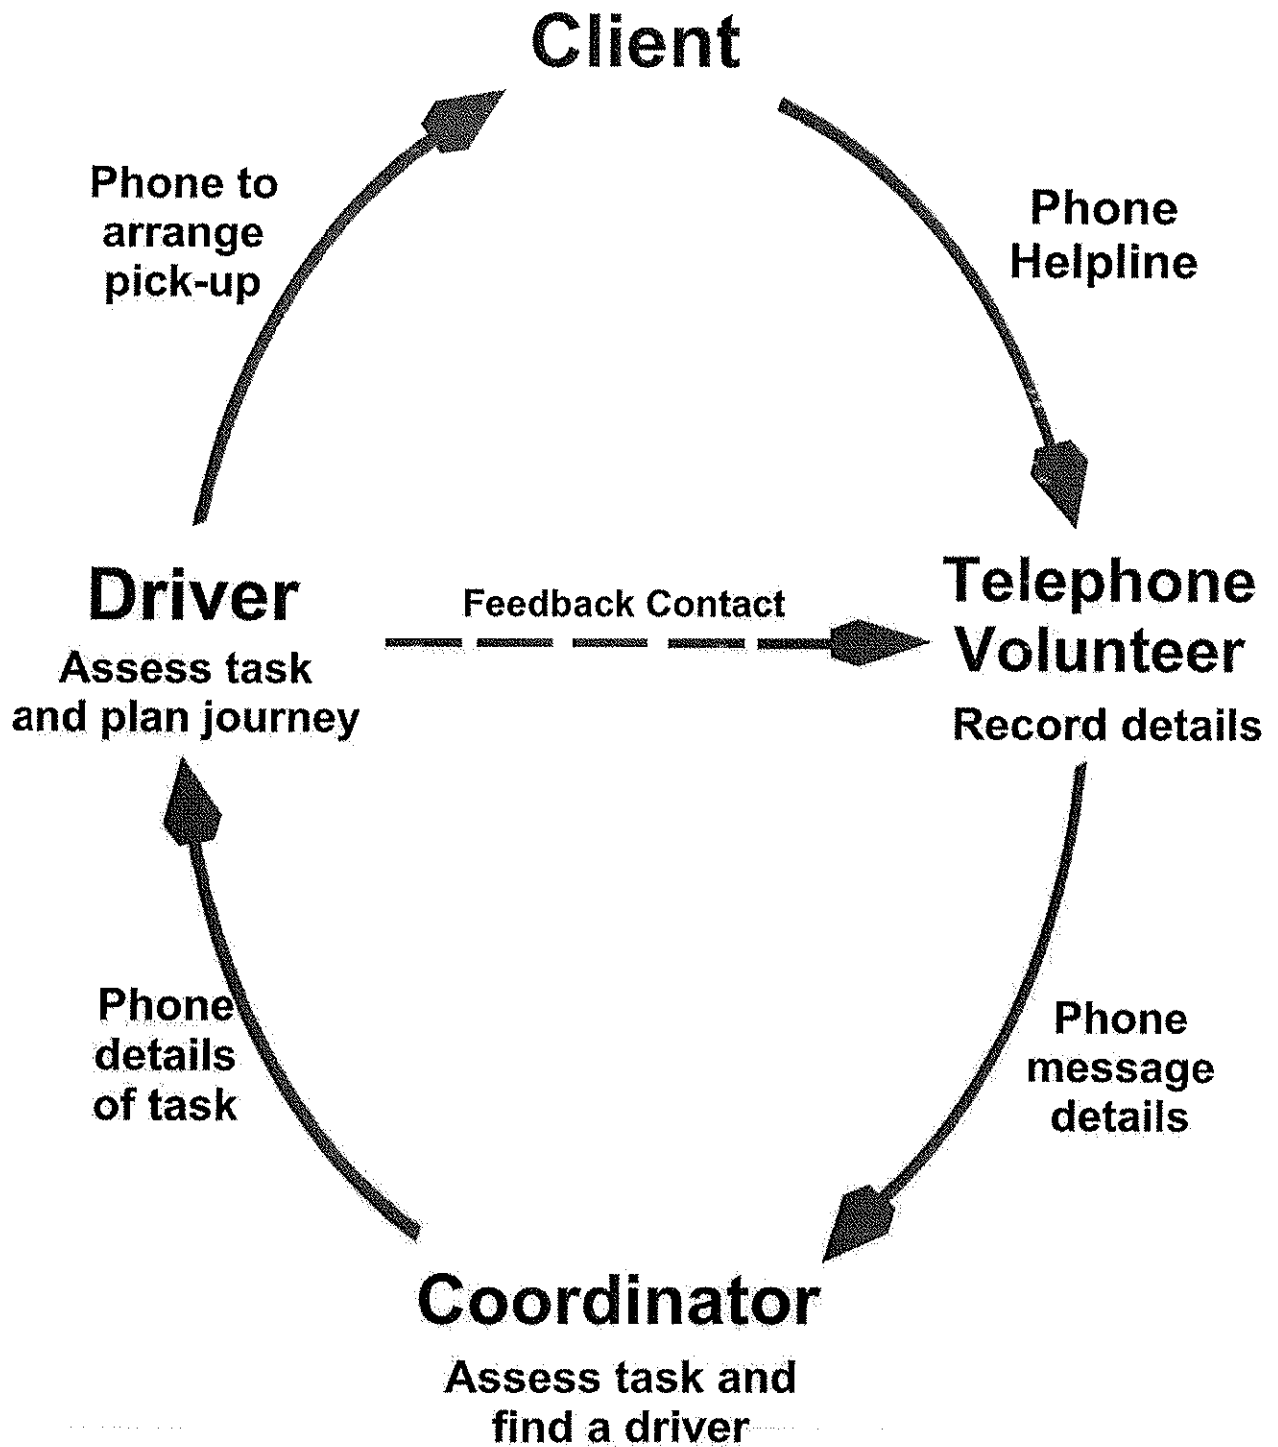 Client
Phone to
arrange
pick-up
Phone
Helpline
Driver
Assess task
and plan journey
Feedback Contact
Telephone
Volunteer
Record details
Phone
details
of task
Phone
message
details
Coordinator
Assess task and
find a driver